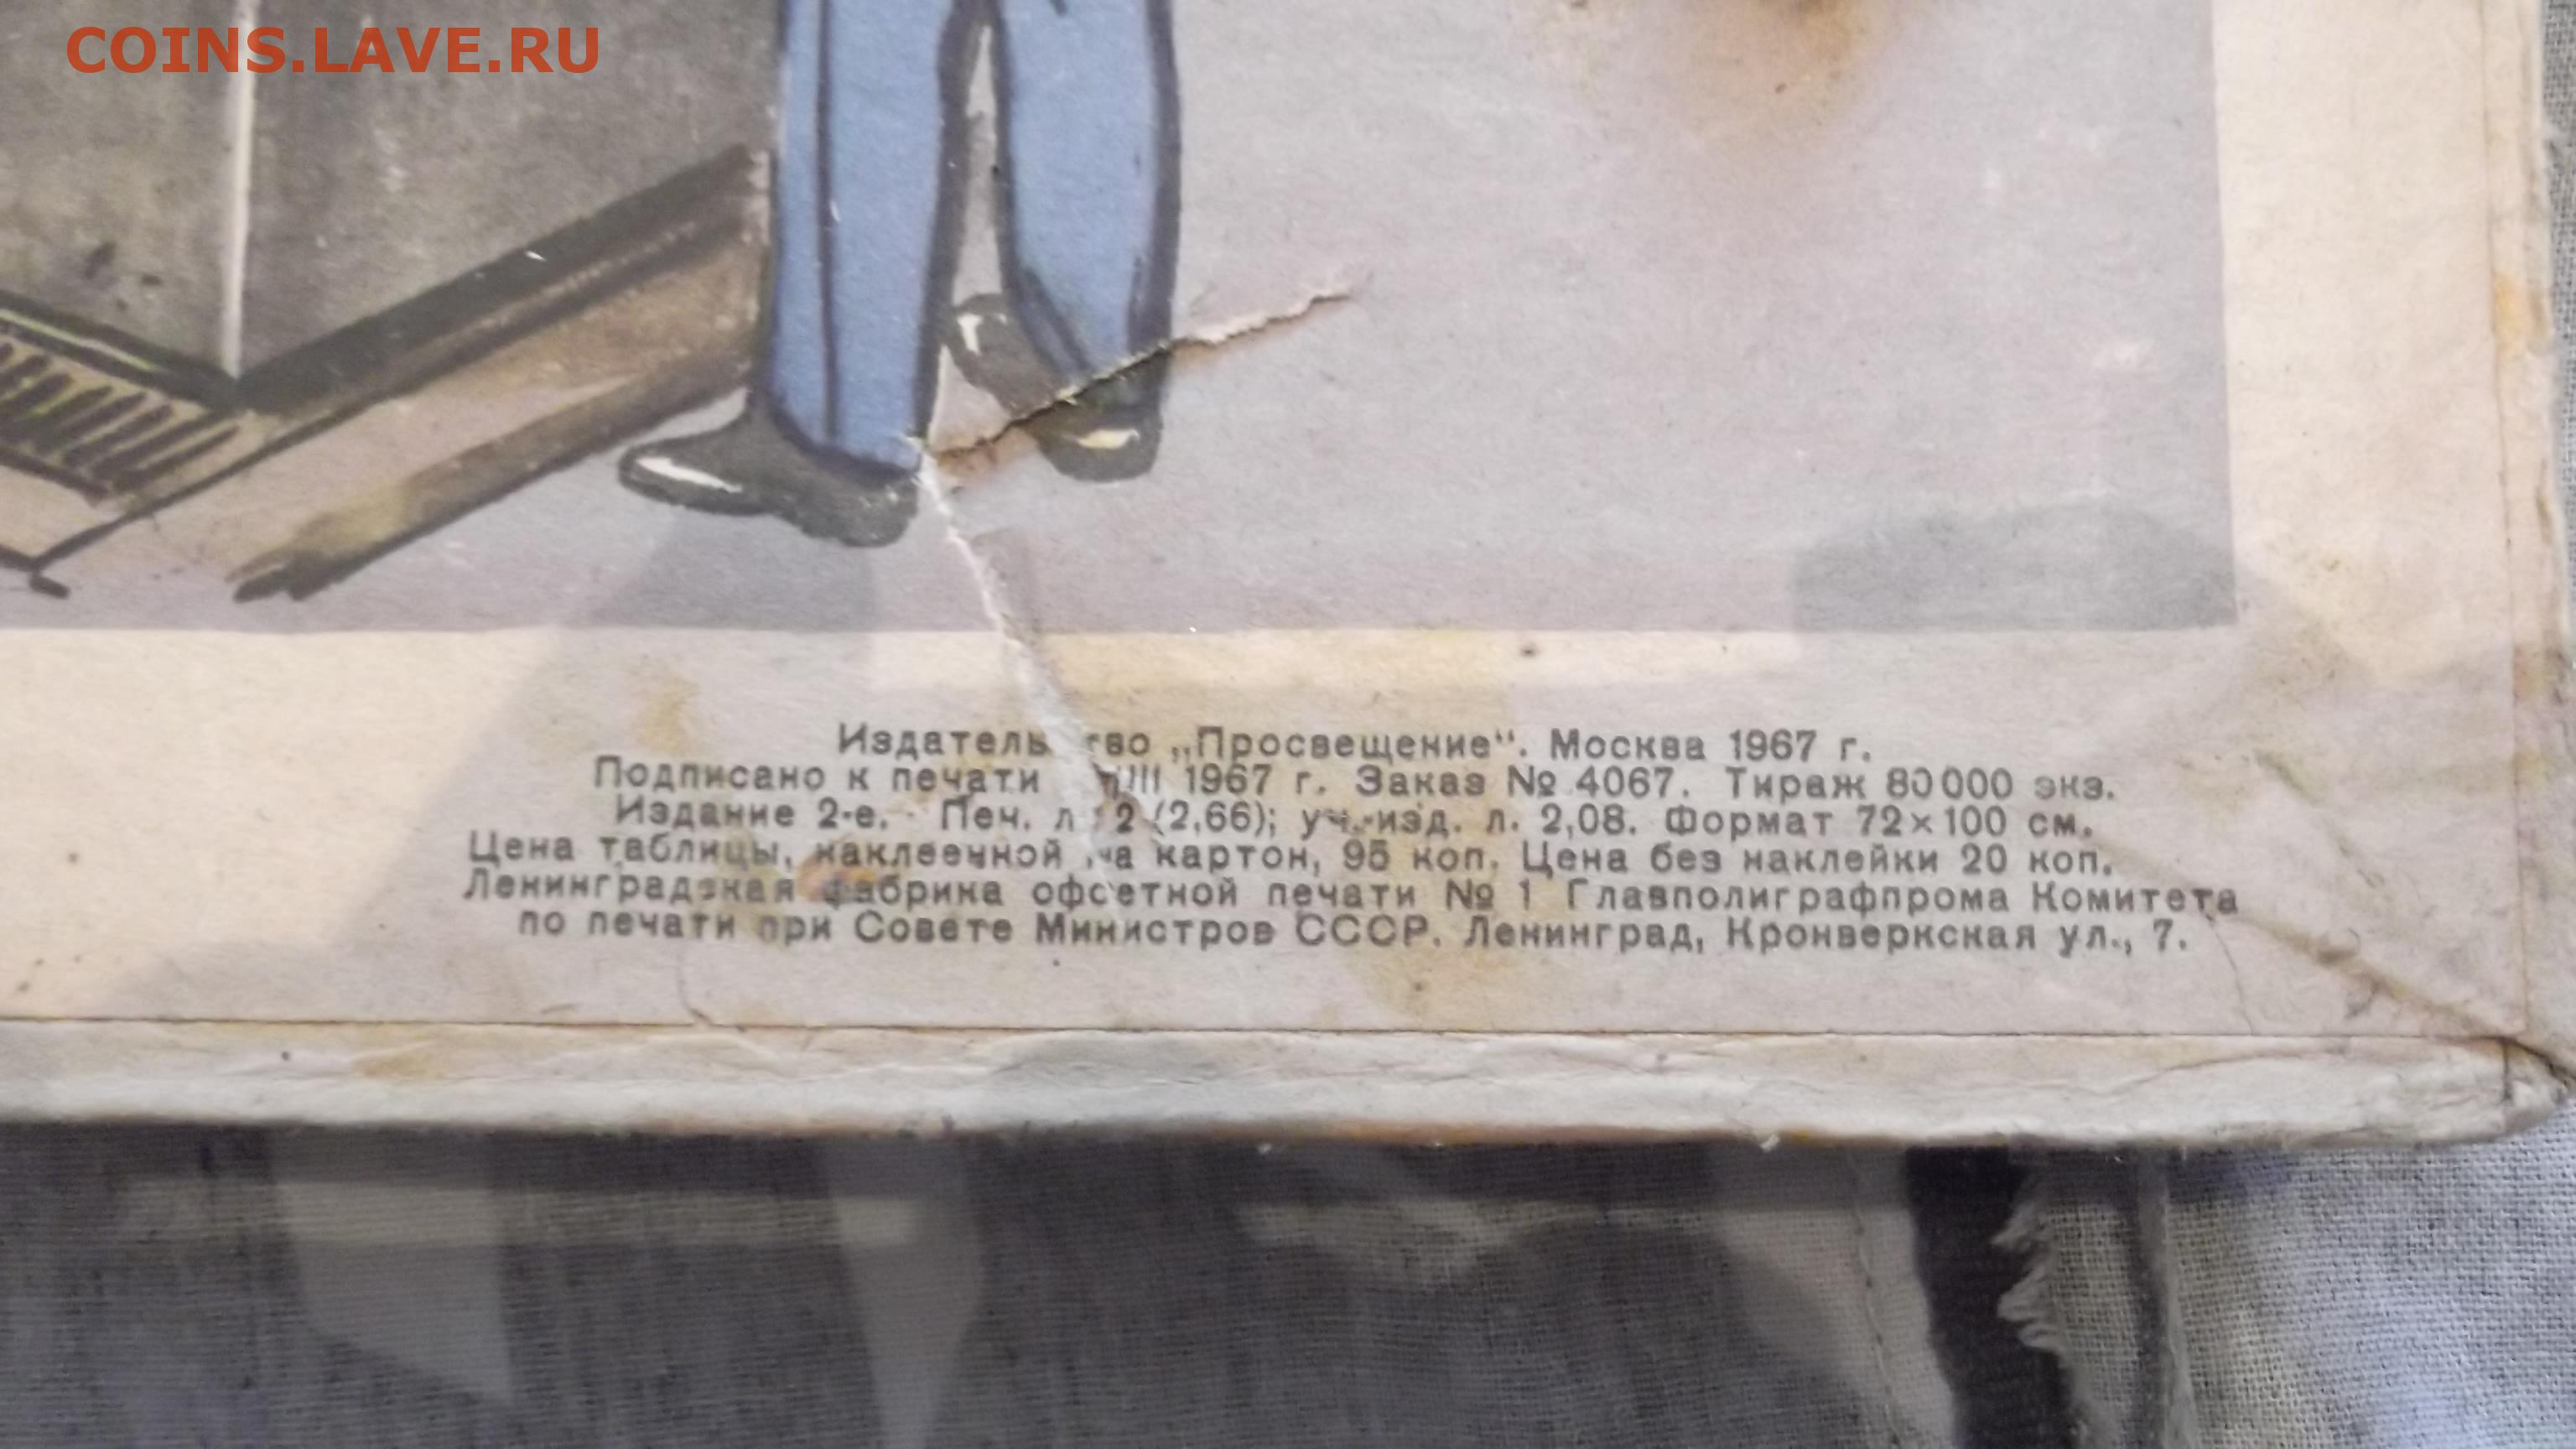 COINS.LAVE.RU
„Просвещение“. Москва 1967 г.
Подписано к печати 1967 г. Заказ № 4067. Тираж 80000 экз.
Издание 2-е. Печ. л. 2 (2,66); уч.-изд. л. 2,08. Формат 72×100 см.
Цена таблицы, наклеенной на картон, 95 коп. Цена без наклейки 20 коп.
Ленинградская фабрика офсетной печати № 1 Главполиграфпрома Комитета
по печати при Совете Министров СССР. Ленинград, Кронверкская ул., 7.